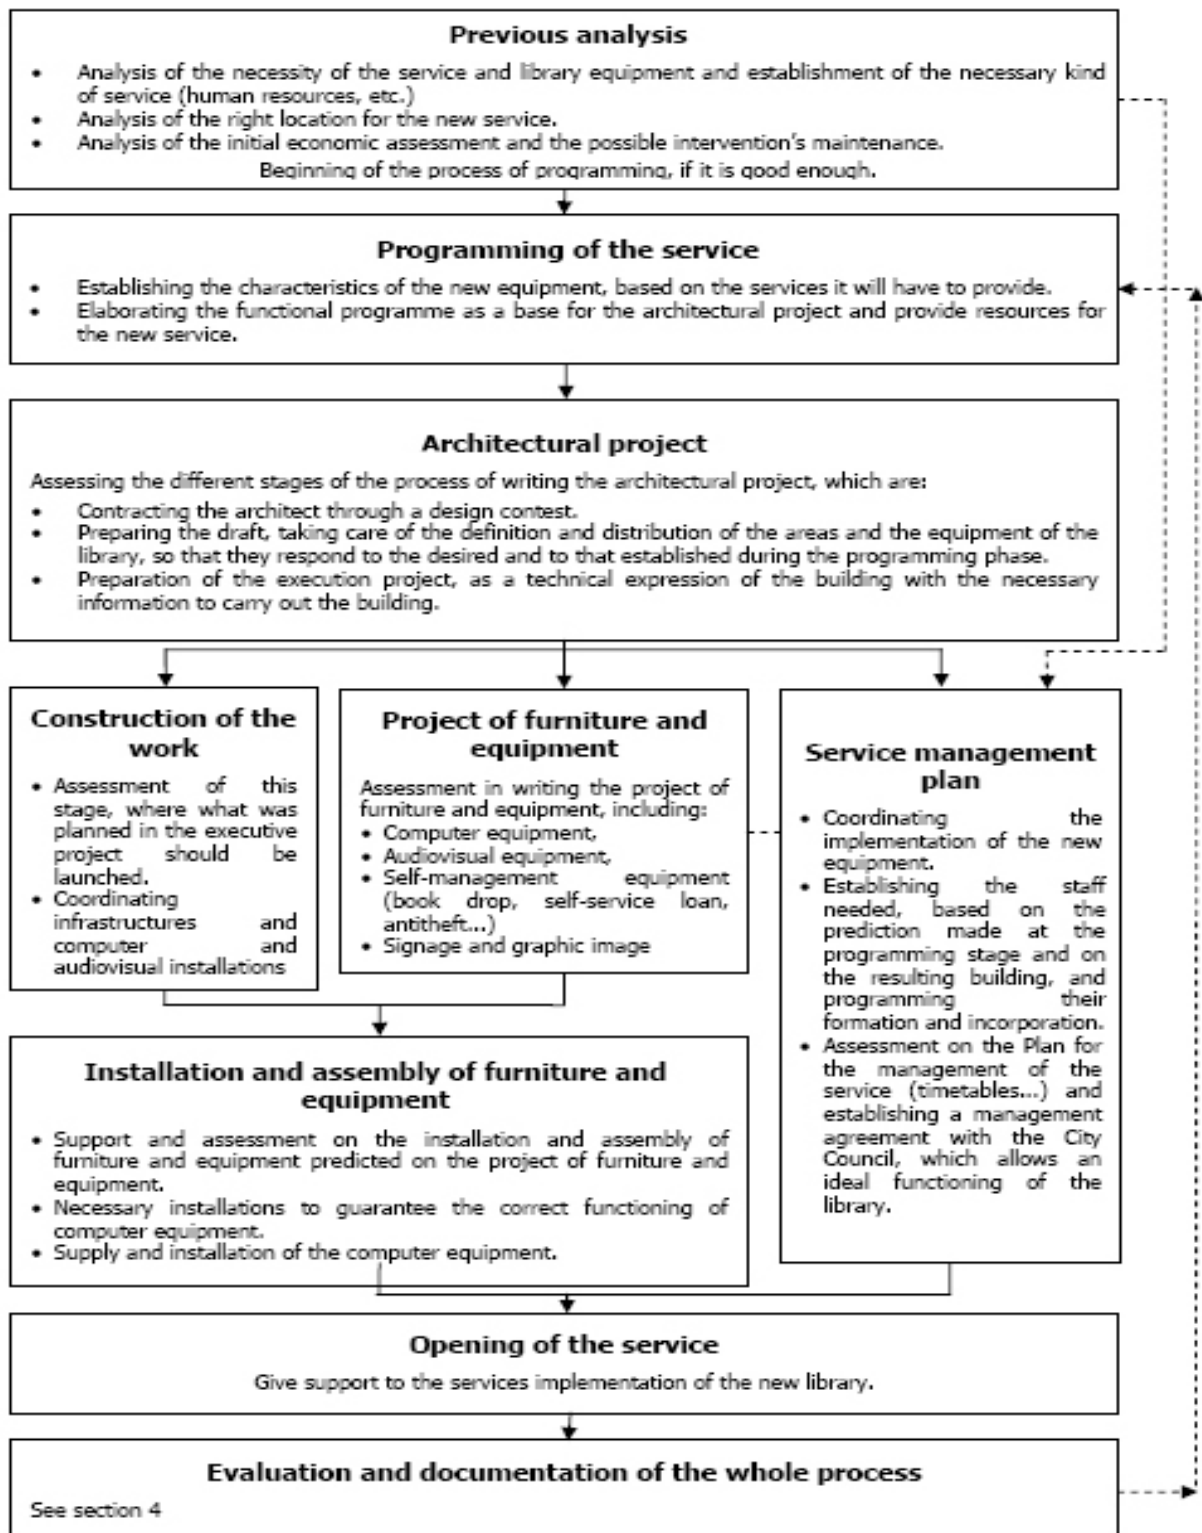 Previous analysis
• Analysis of the necessity of the service and library equipment and establishment of the necessary kind
of service (human resources, etc.)
• Analysis of the right location for the new service.
• Analysis of the initial economic assessment and the possible intervention's maintenance.
Beginning of the process of programming, if it is good enough.
Programming of the service
• Establishing the characteristics of the new equipment, based on the services it will have to provide.
• Elaborating the functional programme as a base for the architectural project and provide resources for
the new service.
Architectural project
Assessing the different stages of the process of writing the architectural project, which are:
• Contracting the architect through a design contest.
• Preparing the draft, taking care of the definition and distribution of the areas and the equipment of the
library, so that they respond to the desired and to that established during the programming phase.
• Preparation of the execution project, as a technical expression of the building with the necessary
information to carry out the building.
Construction of the
work
• Assessment of this
stage, where what was
planned in the executive
project should be
launched.
• Coordinating
infrastructures and
computer and
audiovisual installations
Project of furniture and
equipment
Assessment in writing the project of
furniture and equipment, including:
• Computer equipment,
• Audiovisual equipment,
• Self-management equipment
(book drop, self-service loan,
antitheft...)
• Signage and graphic image
Service management
plan
• Coordinating the
implementation of the new
equipment.
• Establishing the staff
needed, based on the
prediction made at the
programming stage and on
the resulting building, and
programming their
formation and incorporation.
• Assessment on the Plan for
the management of the
service (timetables...) and
establishing a management
agreement with the City
Council, which allows an
ideal functioning of the
library.
Installation and assembly of furniture and
equipment
• Support and assessment on the installation and assembly of
furniture and equipment predicted on the project of furniture and
equipment.
• Necessary installations to guarantee the correct functioning of
computer equipment.
• Supply and installation of the computer equipment.
Opening of the service
Give support to the services implementation of the new library.
Evaluation and documentation of the whole process
See section 4